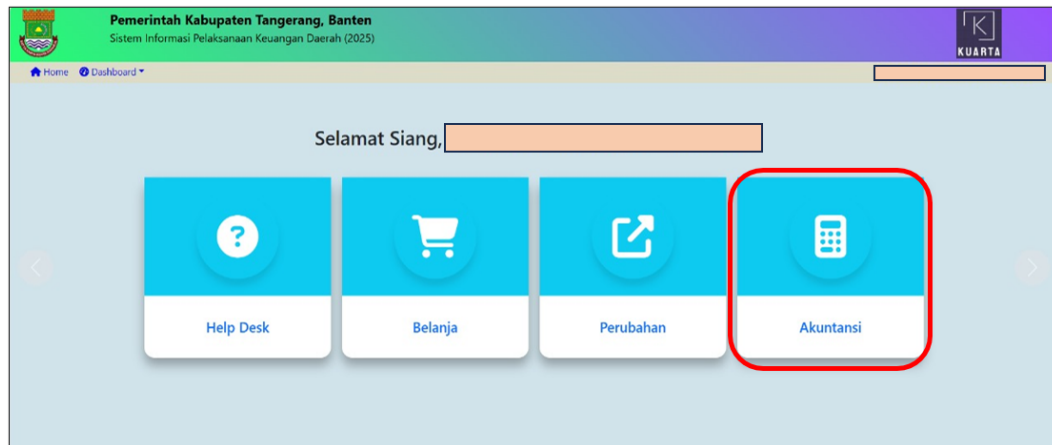 Pemerintah Kabupaten Tangerang, Banten
Sistem Informasi Pelaksanaan Keuangan Daerah (2025)
KUARTA
Home Dashboard
Selamat Siang,
Help Desk
Belanja
Perubahan
Akuntansi